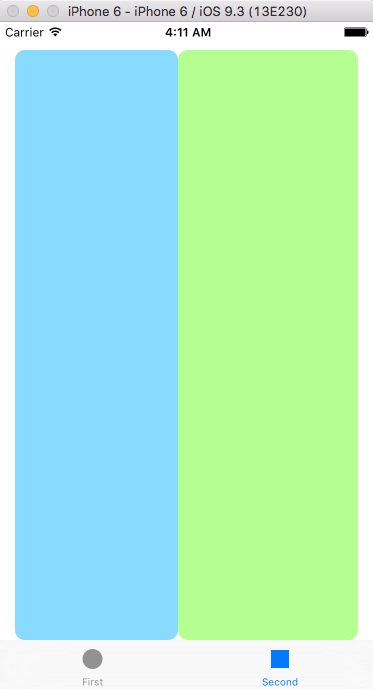 iPhone 6 - iPhone 6 / iOS 9.3 (13E230)
Carrier 4:11 AM
First Second